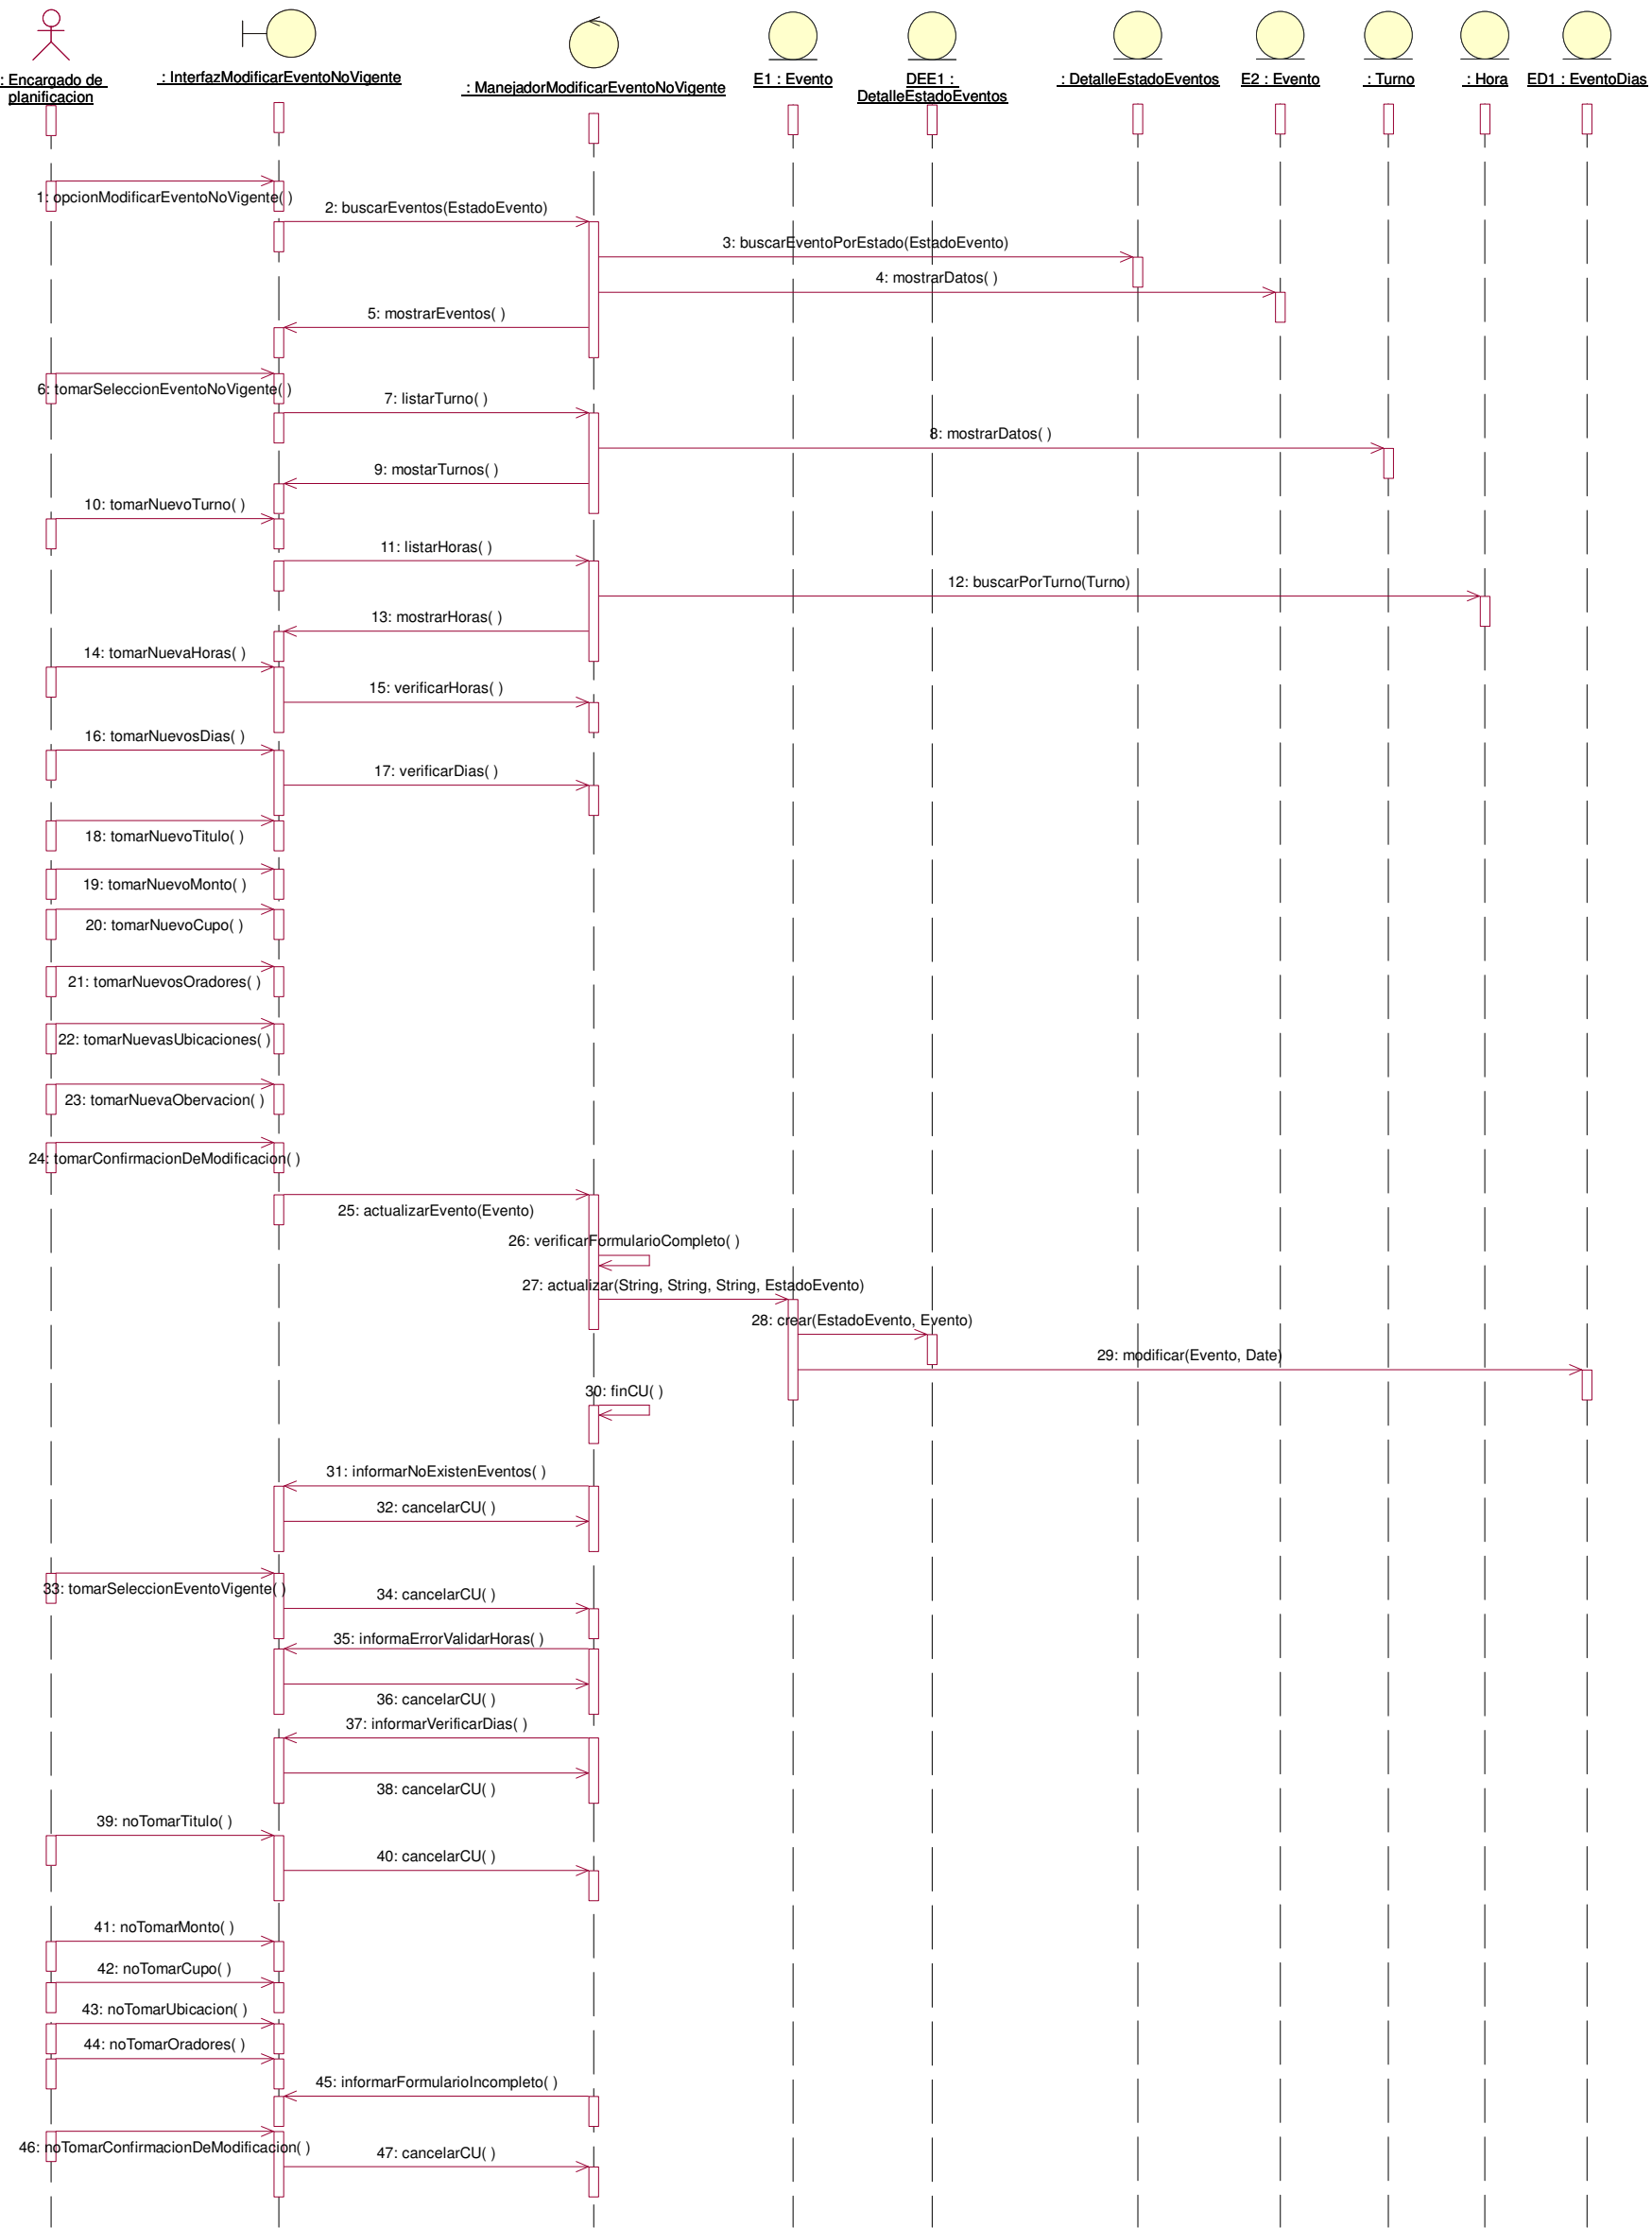 : Encargado de
planificacion
: InterfazModificarEventoNoVigente
: ManejadorModificarEventoNoVigente
E1 : Evento
DEE1 :
DetalleEstadoEventos
: DetalleEstadoEventos
E2 : Evento
: Turno
: Hora
ED1 : EventoDias
1: opcionModificarEventoNoVigente( )
2: buscarEventos(EstadoEvento)
3: buscarEventoPorEstado(EstadoEvento)
4: mostrarDatos( )
5: mostrarEventos( )
6: tomarSeleccionEventoNoVigente( )
7: listarTurno( )
8: mostrarDatos( )
9: mostarTurnos( )
10: tomarNuevoTurno( )
11: listarHoras( )
12: buscarPorTurno(Turno)
13: mostrarHoras( )
14: tomarNuevaHoras( )
15: verificarHoras( )
16: tomarNuevosDias( )
17: verificarDias( )
18: tomarNuevoTitulo( )
19: tomarNuevoMonto( )
20: tomarNuevoCupo( )
21: tomarNuevosOradores( )
22: tomarNuevasUbicaciones( )
23: tomarNuevaObervacion( )
24: tomarConfirmacionDeModificacion( )
25: actualizarEvento(Evento)
26: verificarFormularioCompleto( )
27: actualizar(String, String, String, EstadoEvento)
28: crear(EstadoEvento, Evento)
29: modificar(Evento, Date)
30: finCU( )
31: informarNoExistenEventos( )
32: cancelarCU( )
33: tomarSeleccionEventoVigente( )
34: cancelarCU( )
35: informaErrorValidarHoras( )
36: cancelarCU( )
37: informarVerificarDias( )
38: cancelarCU( )
39: noTomarTitulo( )
40: cancelarCU( )
41: noTomarMonto( )
42: noTomarCupo( )
43: noTomarUbicacion( )
44: noTomarOradores( )
45: informarFormularioIncompleto( )
46: noTomarConfirmacionDeModificacion( )
47: cancelarCU( )